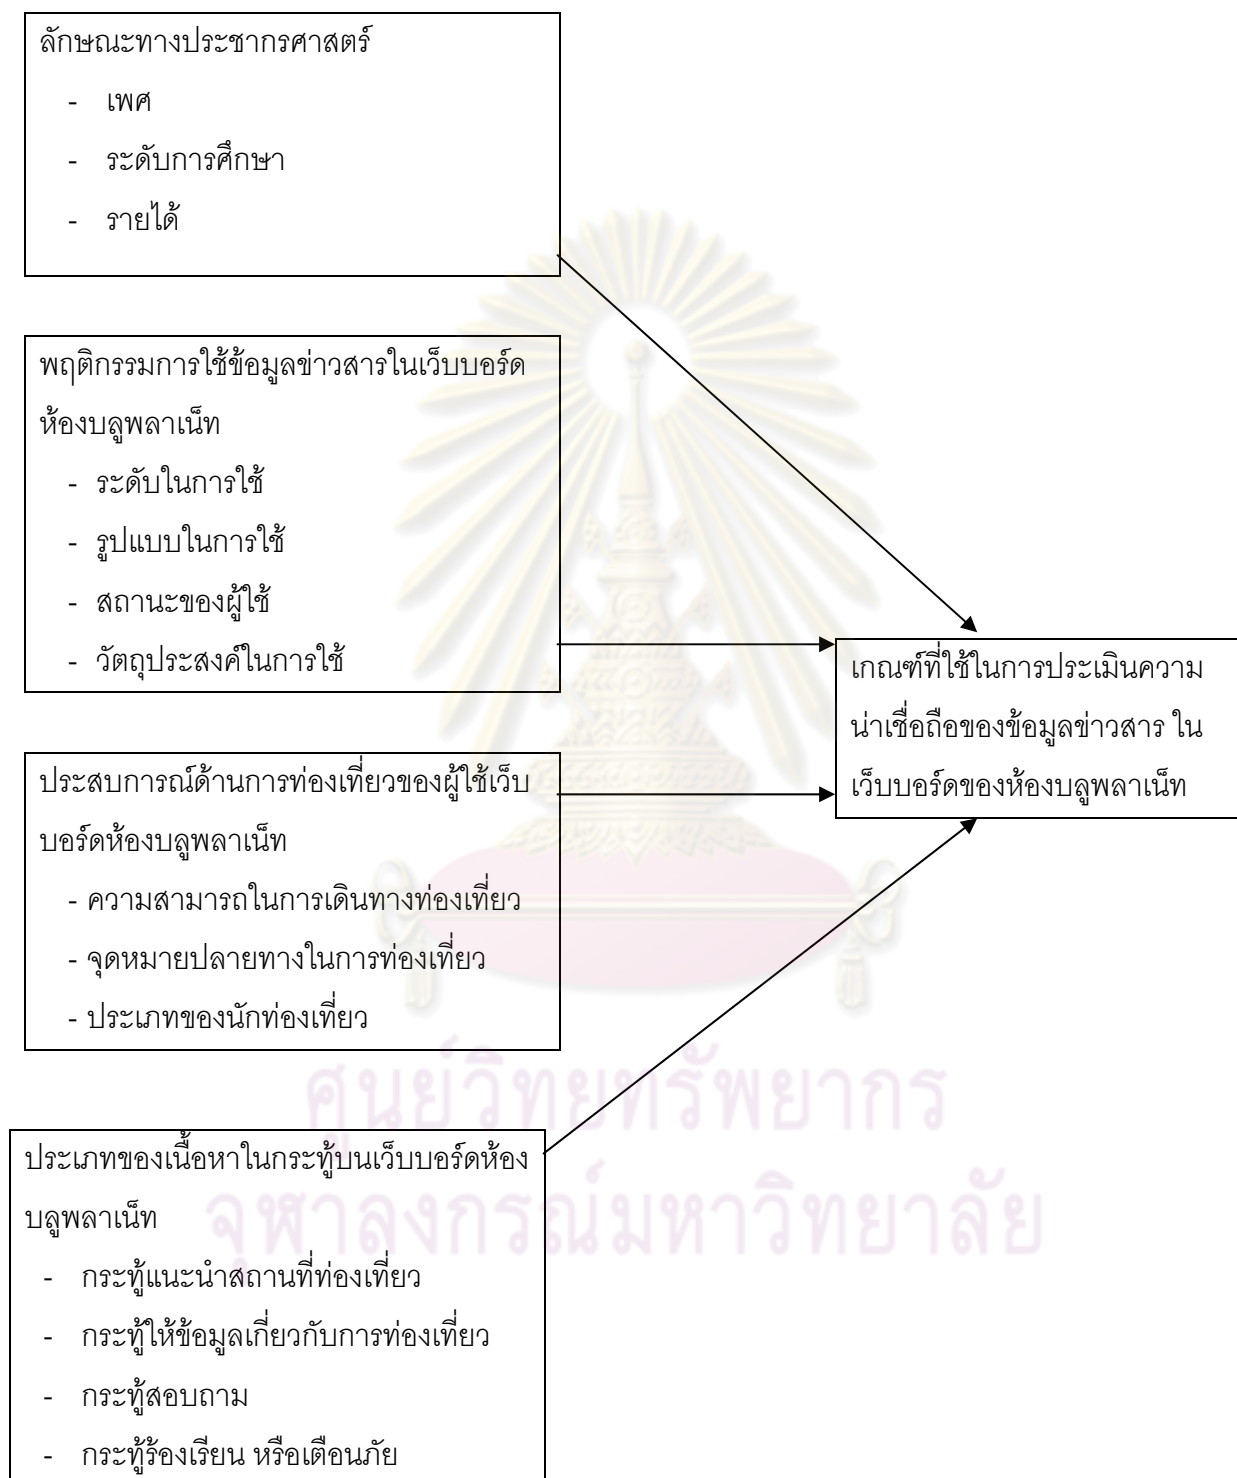 ลักษณะทางประชากรศาสตร์
- เพศ
- ระดับการศึกษา
- รายได้
พฤติกรรมการใช้ข้อมูลข่าวสารในเว็บบอร์ด
ห้องบลูพลาเน็ท
- ระดับในการใช้
- รูปแบบในการใช้
- สถานะของผู้ใช้
- วัตถุประสงค์ในการใช้
เกณฑ์ที่ใช้ในการประเมินความ
น่าเชื่อถือของข้อมูลข่าวสาร ใน
เว็บบอร์ดของห้องบลูพลาเน็ท
ประสบการณ์ด้านการท่องเที่ยวของผู้ใช้เว็บ
บอร์ดห้องบลูพลาเน็ท
- ความสามารถในการเดินทางท่องเที่ยว
- จุดหมายปลายทางในการท่องเที่ยว
- ประเภทของนักท่องเที่ยว
ศูนย์วิทยทรัพยากร
จุฬาลงกรณ์มหาวิทยาลัย
ประเภทของเนื้อหาในกระทู้บนเว็บบอร์ดห้อง
บลูพลาเน็ท
- กระทู้แนะนำสถานที่ท่องเที่ยว
- กระทู้ให้ข้อมูลเกี่ยวกับการท่องเที่ยว
- กระทู้สอบถาม
- กระทู้ร้องเรียน หรือเตือนภัย